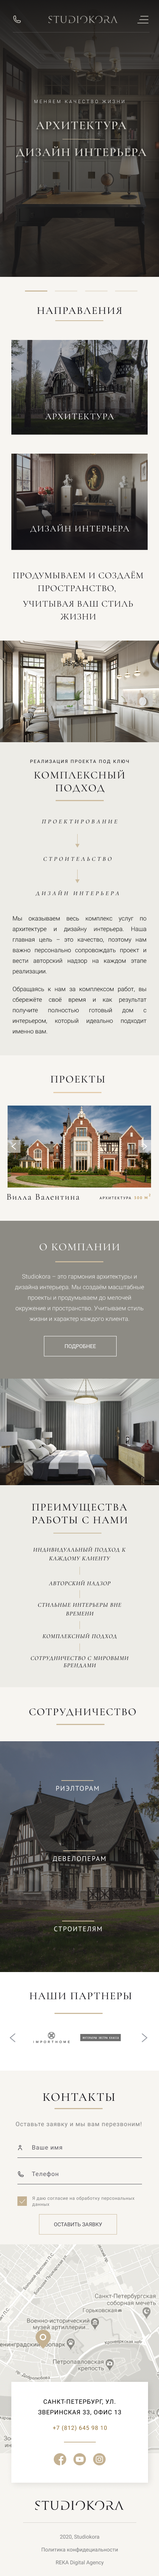 STUDIOKORA
МЕНЯЕМ КАЧЕСТВО ЖИЗНИ
АРХИТЕКТУРА
ДИЗАЙН ИНТЕРЬЕРА
НАПРАВЛЕНИЯ
АРХИТЕКТУРА
ДИЗАЙН ИНТЕРЬЕРА
ПРОДУМЫВАЕМ И СОЗДАЁМ
ПРОСТРАНСТВО,
УЧИТЫВАЯ ВАШ СТИЛЬ
ЖИЗНИ
РЕАЛИЗАЦИЯ ПРОЕКТА ПОД КЛЮЧ
КОМПЛЕКСНЫЙ
ПОДХОД
ПРОЕКТИРОВАНИЕ
СТРОИТЕЛЬСТВО
ДИЗАЙН ИНТЕРЬЕРА
Мы оказываем весь комплекс услуг по
архитектуре и дизайну интерьера. Наша
главная цель – это качество, поэтому нам
важно персонально сопровождать проект и
вести авторский надзор на каждом этапе
реализации.
Обращаясь к нам за комплексом работ, вы
сбережёте своё время и как результат
получите полностью готовый дом с
интерьером, который идеально подходит
именно вам.
ПРОЕКТЫ
Вилла Валентина
АРХИТЕКТУРА 500 М²
О КОМПАНИИ
Studiokora – это гармония архитектуры и
дизайна интерьера. Мы создаём масштабные
проекты и продумываем до мелочей
окружение и пространство. Учитываем стиль
жизни и характер каждого клиента.
ПОДРОБНЕЕ
ПРЕИМУЩЕСТВА
РАБОТЫ С НАМИ
ИНДИВИДУАЛЬНЫЙ ПОДХОД К
КАЖДОМУ КЛИЕНТУ
АВТОРСКИЙ НАДЗОР
СТИЛЬНЫЕ ИНТЕРЬЕРЫ ВНЕ
ВРЕМЕНИ
КОМПЛЕКСНЫЙ ПОДХОД
СОТРУДНИЧЕСТВО С МИРОВЫМИ
БРЕНДАМИ
СОТРУДНИЧЕСТВО
РИЭЛТОРАМ
ДЕВЕЛОПЕРАМ
СТРОИТЕЛЯМ
НАШИ ПАРТНЕРЫ
IMPORTHOME
КОНТАКТЫ
Оставьте заявку и мы вам перезвоним!
Ваше имя
Телефон
Я даю согласие на обработку персональных
данных
ОСТАВИТЬ ЗАЯВКУ
Санкт-Петербургская
соборная мечеть
Горьковская
Военно-исторический
музей артиллерии
Петропавловская
крепость
САНКТ-ПЕТЕРБУРГ, УЛ.
ЗВЕРИНСКАЯ 33, ОФИС 13
+7 (812) 645 98 10
STUDIOKORA
2020, Studiokora
Политика конфиденциальности
REKA Digital Agency